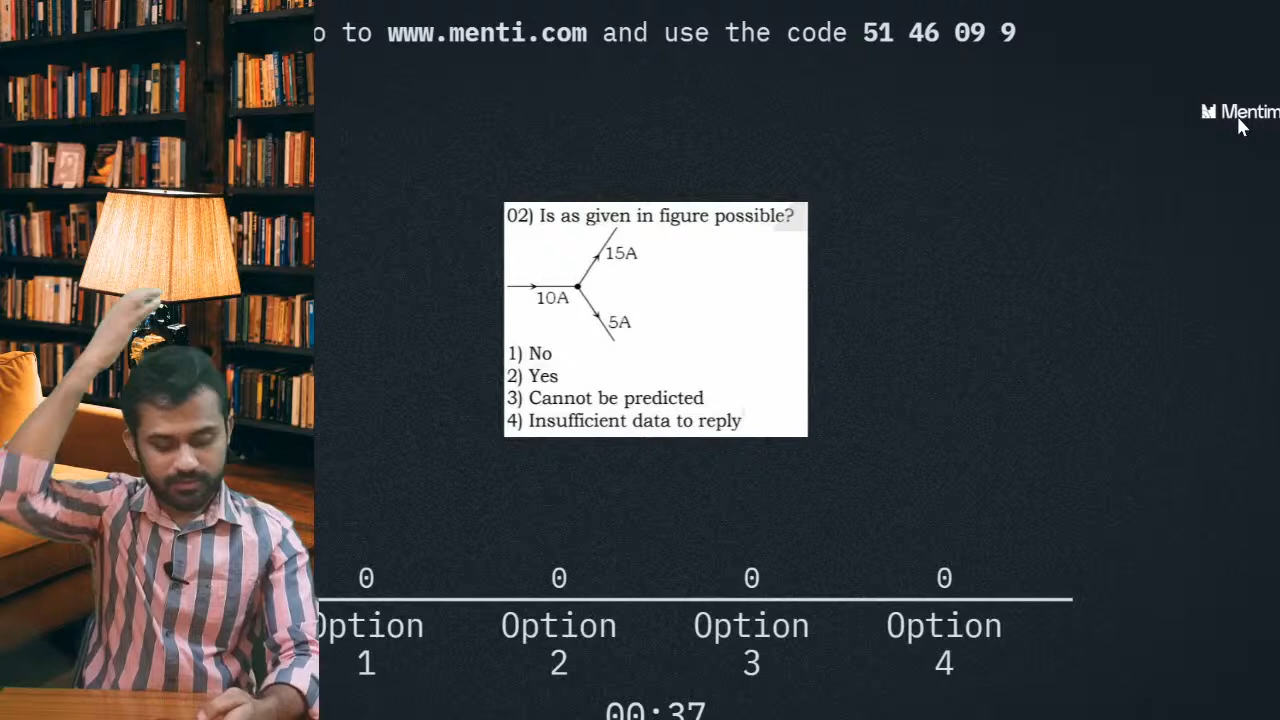 o to www.menti.com and use the code 51 46 09 9
Mentim
02) Is as given in figure possible?
15A
10A
5A
1) No
2) Yes
3) Cannot be predicted
4) Insufficient data to reply
0 0 0 0
Option Option Option Option
1 2 3 4
00:37